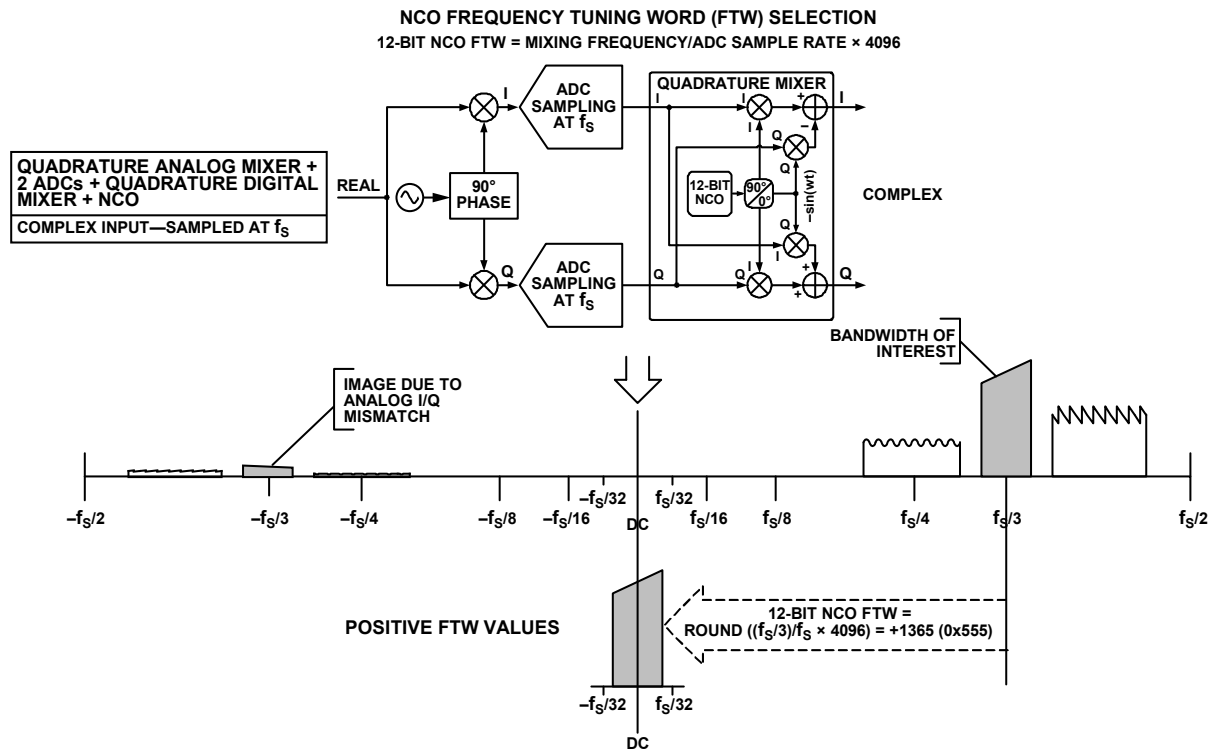 NCO FREQUENCY TUNING WORD (FTW) SELECTION
12-BIT NCO FTW = MIXING FREQUENCY/ADC SAMPLE RATE × 4096
QUADRATURE ANALOG MIXER +
2 ADCs + QUADRATURE DIGITAL
MIXER + NCO
COMPLEX INPUT—SAMPLED AT fS
REAL
90°
PHASE
I
ADC
SAMPLING
AT fS
I
Q
ADC
SAMPLING
AT fS
Q
QUADRATURE MIXER
I
I
+
I
–
Q
Q
12-BIT
NCO
90°
0°
–sin(wt)
Q
I
I
Q
+
+
Q
COMPLEX
IMAGE DUE TO
ANALOG I/Q
MISMATCH
BANDWIDTH OF
INTEREST
–fS/2
–fS/3
–fS/4
–fS/8
–fS/16
–fS/32
DC
fS/32
fS/16
fS/8
fS/4
fS/3
fS/2
POSITIVE FTW VALUES
12-BIT NCO FTW =
ROUND ((fS/3)/fS × 4096) = +1365 (0x555)
–fS/32
fS/32
DC